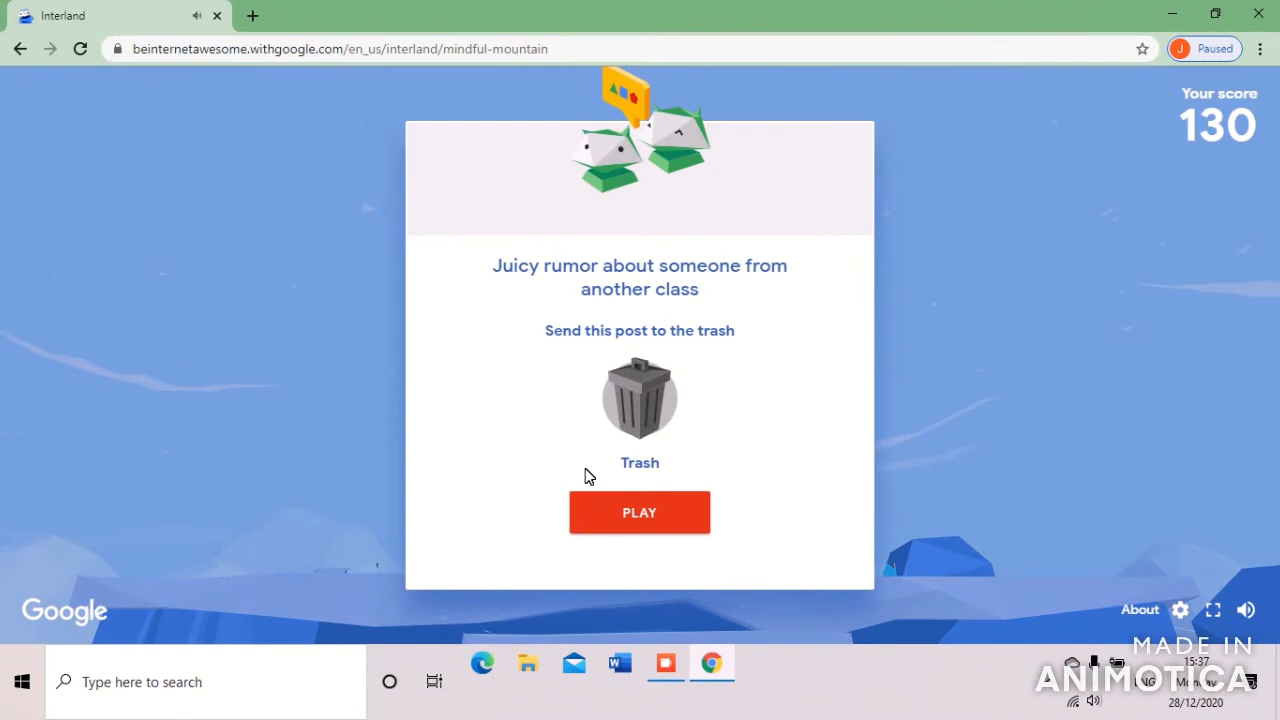 Interland
beinternetawesome.withgoogle.com/en_us/interland/mindful-mountain
J Paused
Your score
130
Juicy rumor about someone from
another class
Send this post to the trash
Trash
PLAY
Google
About
MADE IN
ANIMOTICA
Type here to search
15:37
ENG Monday
28/12/2020